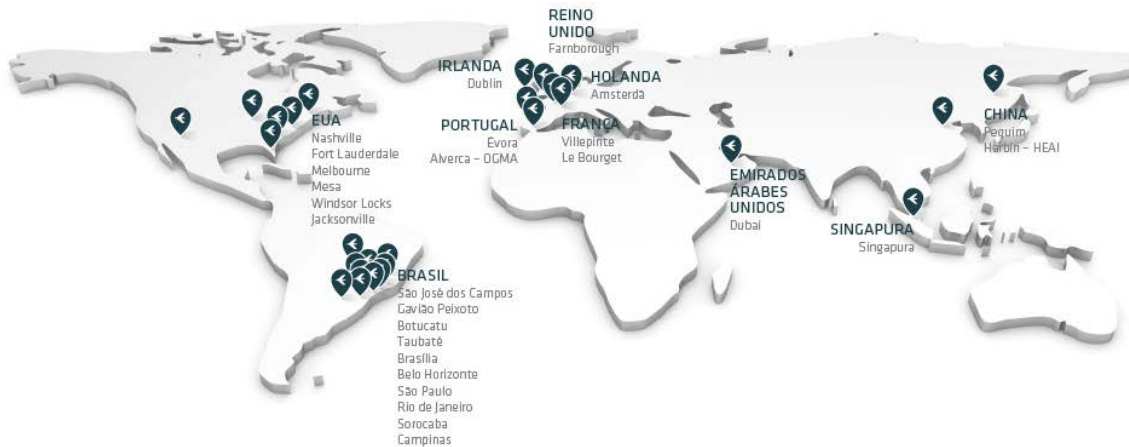 REINO
UNIDO
Farnborough
IRLANDA
Dublin
HOLANDA
Amsterdã
EUA
Nashville
Fort Lauderdale
Melbourne
Mesa
Windsor Locks
Jacksonville
PORTUGAL
Évora
Alverca – OGMA
FRANÇA
Villepinte
Le Bourget
CHINA
Pequim
Harbin – HEAI
EMIRADOS
ÁRABES
UNIDOS
Dubai
SINGAPURA
Singapura
BRASIL
São José dos Campos
Gavião Peixoto
Botucatu
Taubaté
Brasília
Belo Horizonte
São Paulo
Rio de Janeiro
Sorocaba
Campinas